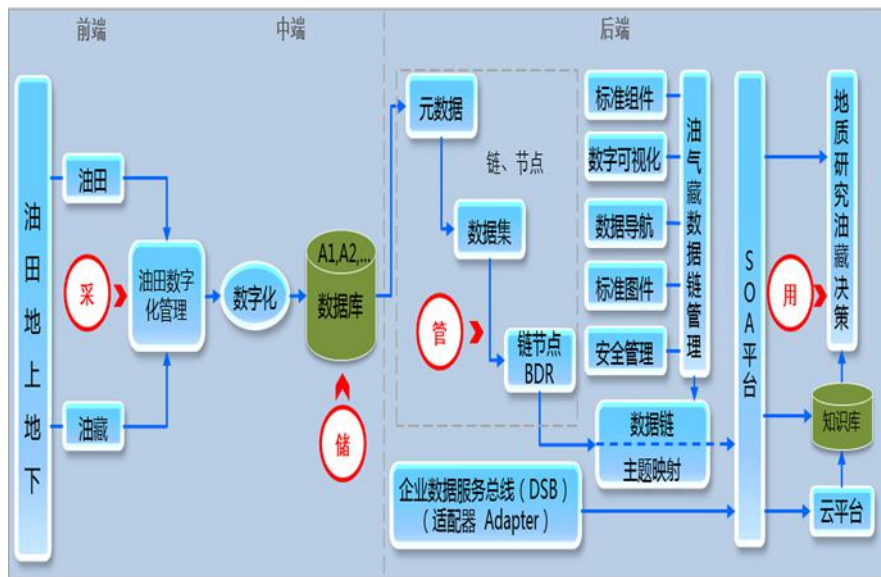 前端
中端
后端
油田地上地下
油田
采
油田数字
化管理
油藏
数字化
A1,A2,...
数据库
储
元数据
链、节点
数据集
管
链节点
BDR
标准组件
数字可视化
数据导航
标准图件
安全管理
油气藏数据链管理
数据链
主题映射
企业数据服务总线（DSB）
（适配器 Adapter）
SOA平台
用
地质研究油藏决策
知识库
云平台